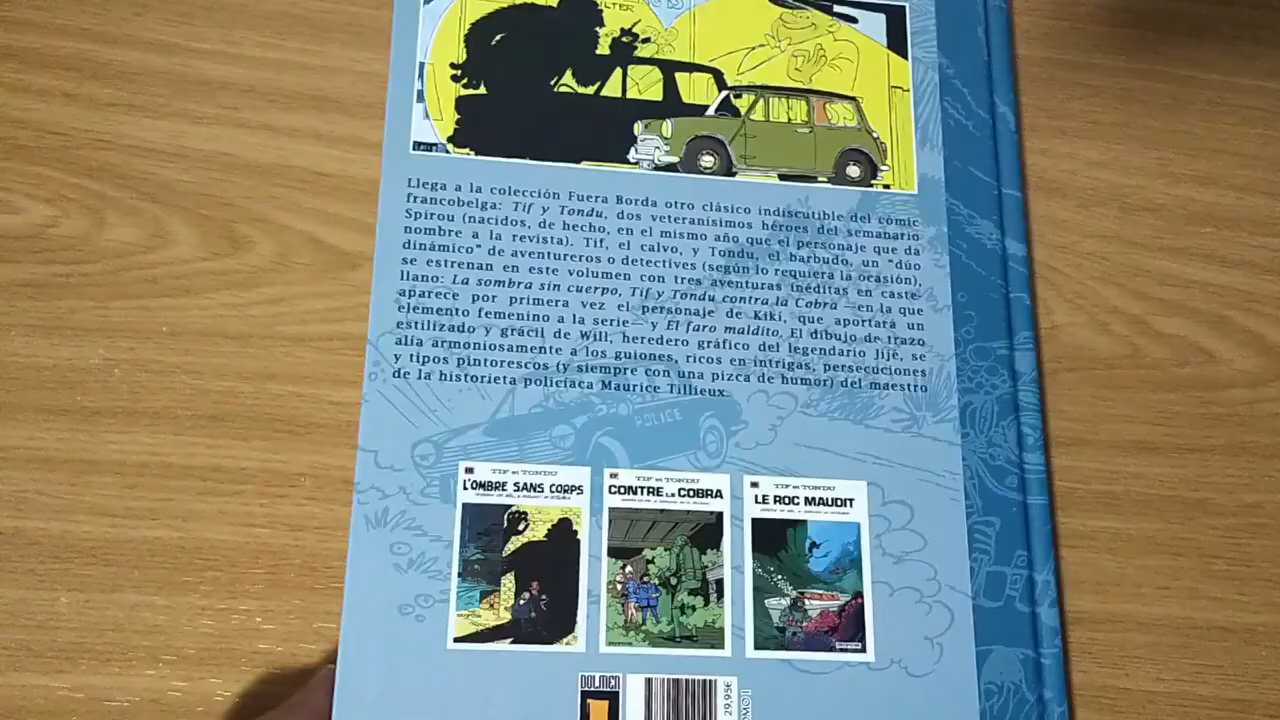 Llega a la colección Fuera Borda otro clásico indiscutible del cómic
francobelga: Tif y Tondu, dos veteranísimos héroes del semanario
Spirou (nacidos, de hecho, en el mismo año que el personaje que da
nombre a la revista). Tif, el calvo, y Tondu, el barbudo, un “dúo
dinámico” de aventureros o detectives (según lo requiera la ocasión),
se estrenan en este volumen con tres aventuras inéditas en caste-
llano: La sombra sin cuerpo, Tif y Tondu contra la Cobra —en la que
aparece por primera vez el personaje de Kiki, que aportará un
elemento femenino a la serie— y El faro maldito. El dibujo de trazo
estilizado y grácil de Will, heredero gráfico del legendario Jijé, se
alía armoniosamente a los guiones, ricos en intrigas, persecuciones
y tipos pintorescos (y siempre con una pizca de humor) del maestro
de la historieta policíaca Maurice Tillieux.
POLICE
TIF et TONDU
L'OMBRE SANS CORPS
TIF et TONDU
CONTRE LE COBRA
TIF et TONDU
LE ROC MAUDIT
DOLMEN
29,95€